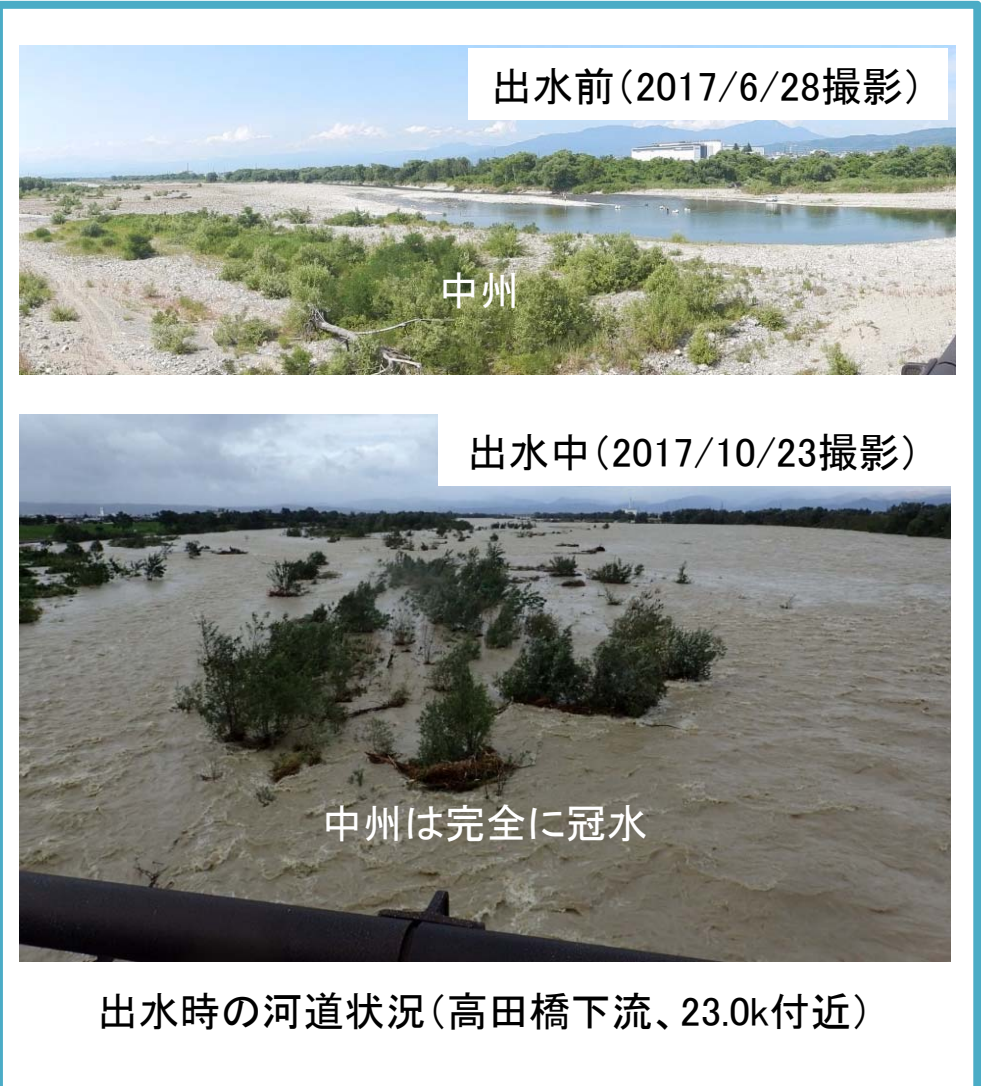 出水前(2017/6/28撮影)
中州
出水中(2017/10/23撮影)
中州は完全に冠水
出水時の河道状況(高田橋下流、23.0k付近)